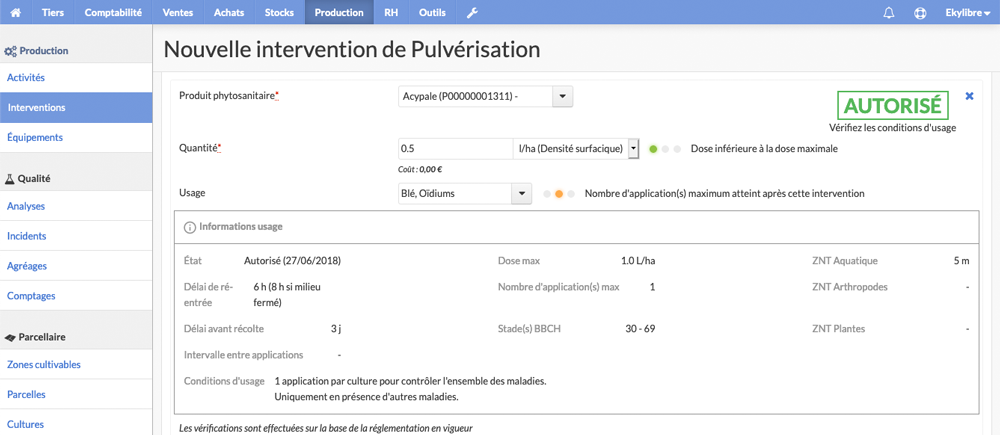 Tiers Comptabilité Ventes Achats Stocks Production RH Outils Ekylibre
Production
Activités
Interventions
Équipements
Qualité
Analyses
Incidents
Agréages
Comptages
Parcellaire
Zones cultivables
Parcelles
Cultures
Nouvelle intervention de Pulvérisation
Produit phytosanitaire* Acypale (P00000001311) -
AUTORISÉ
Vérifiez les conditions d'usage
Quantité* 0.5 l/ha (Densité surfacique) Dose inférieure à la dose maximale
Coût : 0,00 €
Usage Blé, Oïdiums Nombre d'application(s) maximum atteint après cette intervention
Informations usage
État Autorisé (27/06/2018) Dose max 1.0 L/ha ZNT Aquatique 5 m
Délai de ré- 6 h (8 h si milieu Nombre d'application(s) max 1 ZNT Arthropodes -
entrée fermé)
Délai avant récolte 3 j Stade(s) BBCH 30 - 69 ZNT Plantes -
Intervalle entre applications -
Conditions d'usage 1 application par culture pour contrôler l'ensemble des maladies.
Uniquement en présence d'autres maladies.
Les vérifications sont effectuées sur la base de la réglementation en vigueur